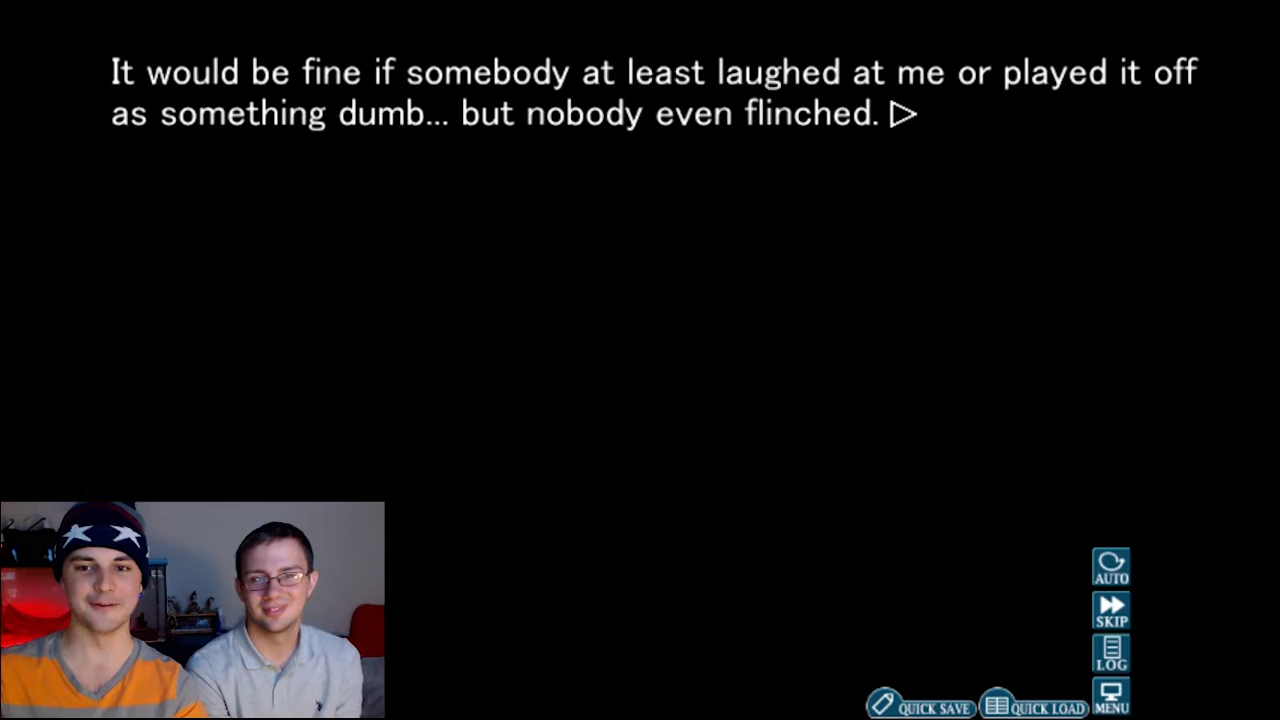 It would be fine if somebody at least laughed at me or played it off
as something dumb... but nobody even flinched.
AUTO
SKIP
LOG
MENU
QUICK SAVE
QUICK LOAD